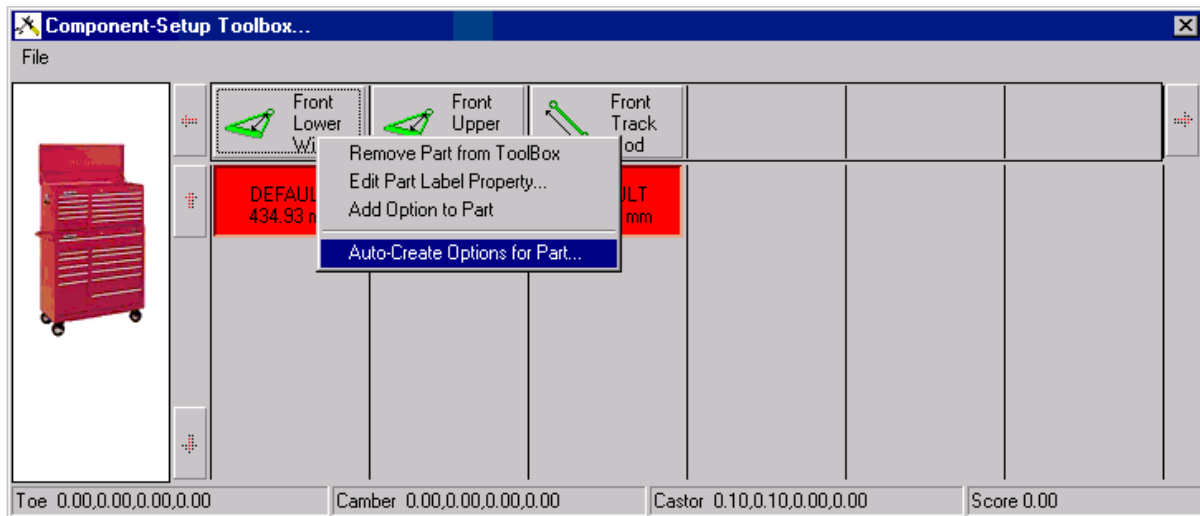 Component-Setup Toolbox...
File
Front
Lower
Front
Upper
Front
Track
Remove Part from ToolBox
Edit Part Label Property...
Add Option to Part
Auto-Create Options for Part...
434.93
mm
Toe 0.00,0.00,0.00,0.00
Camber 0.00,0.00,0.00,0.00
Castor 0.10,0.10,0.00,0.00
Score 0.00